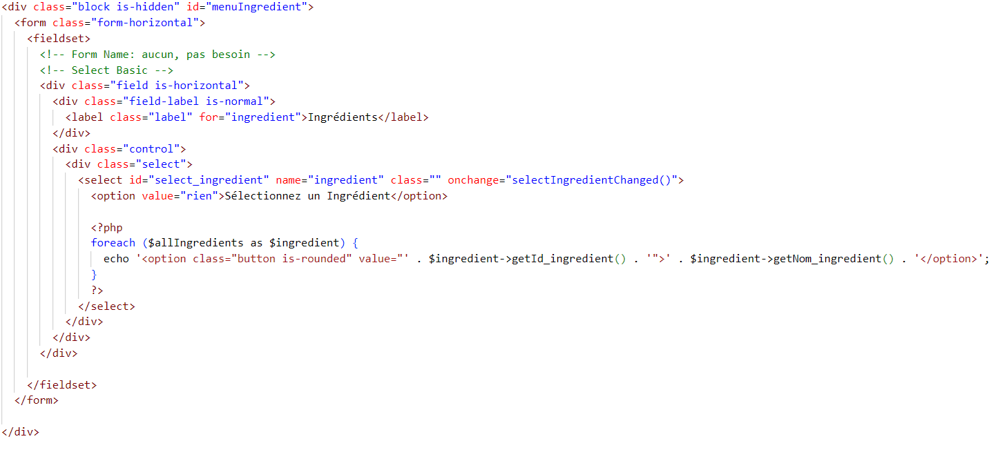 <div class="block is-hidden" id="menuIngredient">
<form class="form-horizontal">
<fieldset>
<!-- Form Name: aucun, pas besoin -->
<!-- Select Basic -->
<div class="field is-horizontal">
<div class="field-label is-normal">
<label class="label" for="ingredient">Ingrédients</label>
</div>
<div class="control">
<div class="select">
<select id="select_ingredient" name="ingredient" class="" onchange="selectIngredientChanged()">
<option value="rien">Sélectionnez un Ingrédient</option>
<?php
foreach ($allIngredients as $ingredient) {
echo '<option class="button is-rounded" value="' . $ingredient->getId_ingredient() . '">' . $ingredient->getNom_ingredient() . '</option>';
}
?>
</select>
</div>
</div>
</div>
</fieldset>
</form>
</div>